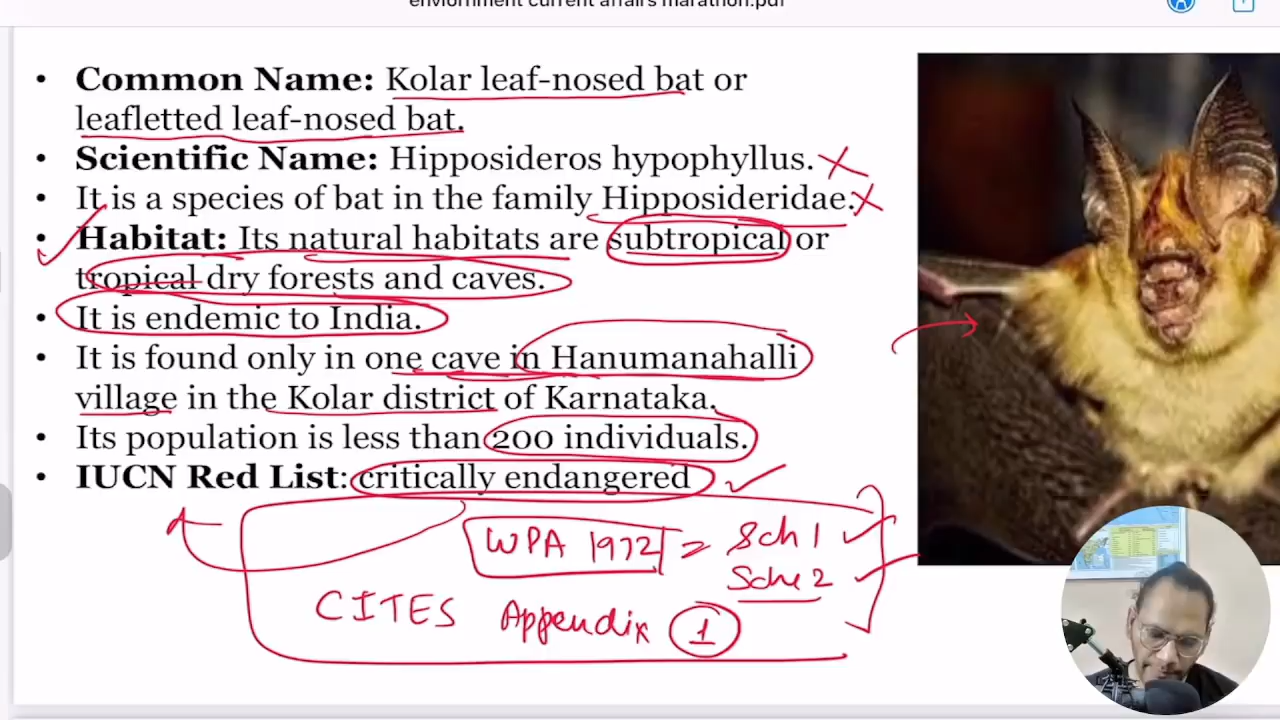 enviornment current affairs marathon.pdf
• Common Name: Kolar leaf-nosed bat or
leafletted leaf-nosed bat.
• Scientific Name: Hipposideros hypophyllus. X
• It is a species of bat in the family Hipposideridae. X
• Habitat: Its natural habitats are subtropical or
tropical dry forests and caves.
• It is endemic to India.
• It is found only in one cave in Hanumanahalli
village in the Kolar district of Karnataka.
• Its population is less than 200 individuals.
• IUCN Red List: critically endangered
WPA 1972 = Sch 1
Sche 2
CITES Appendix 1